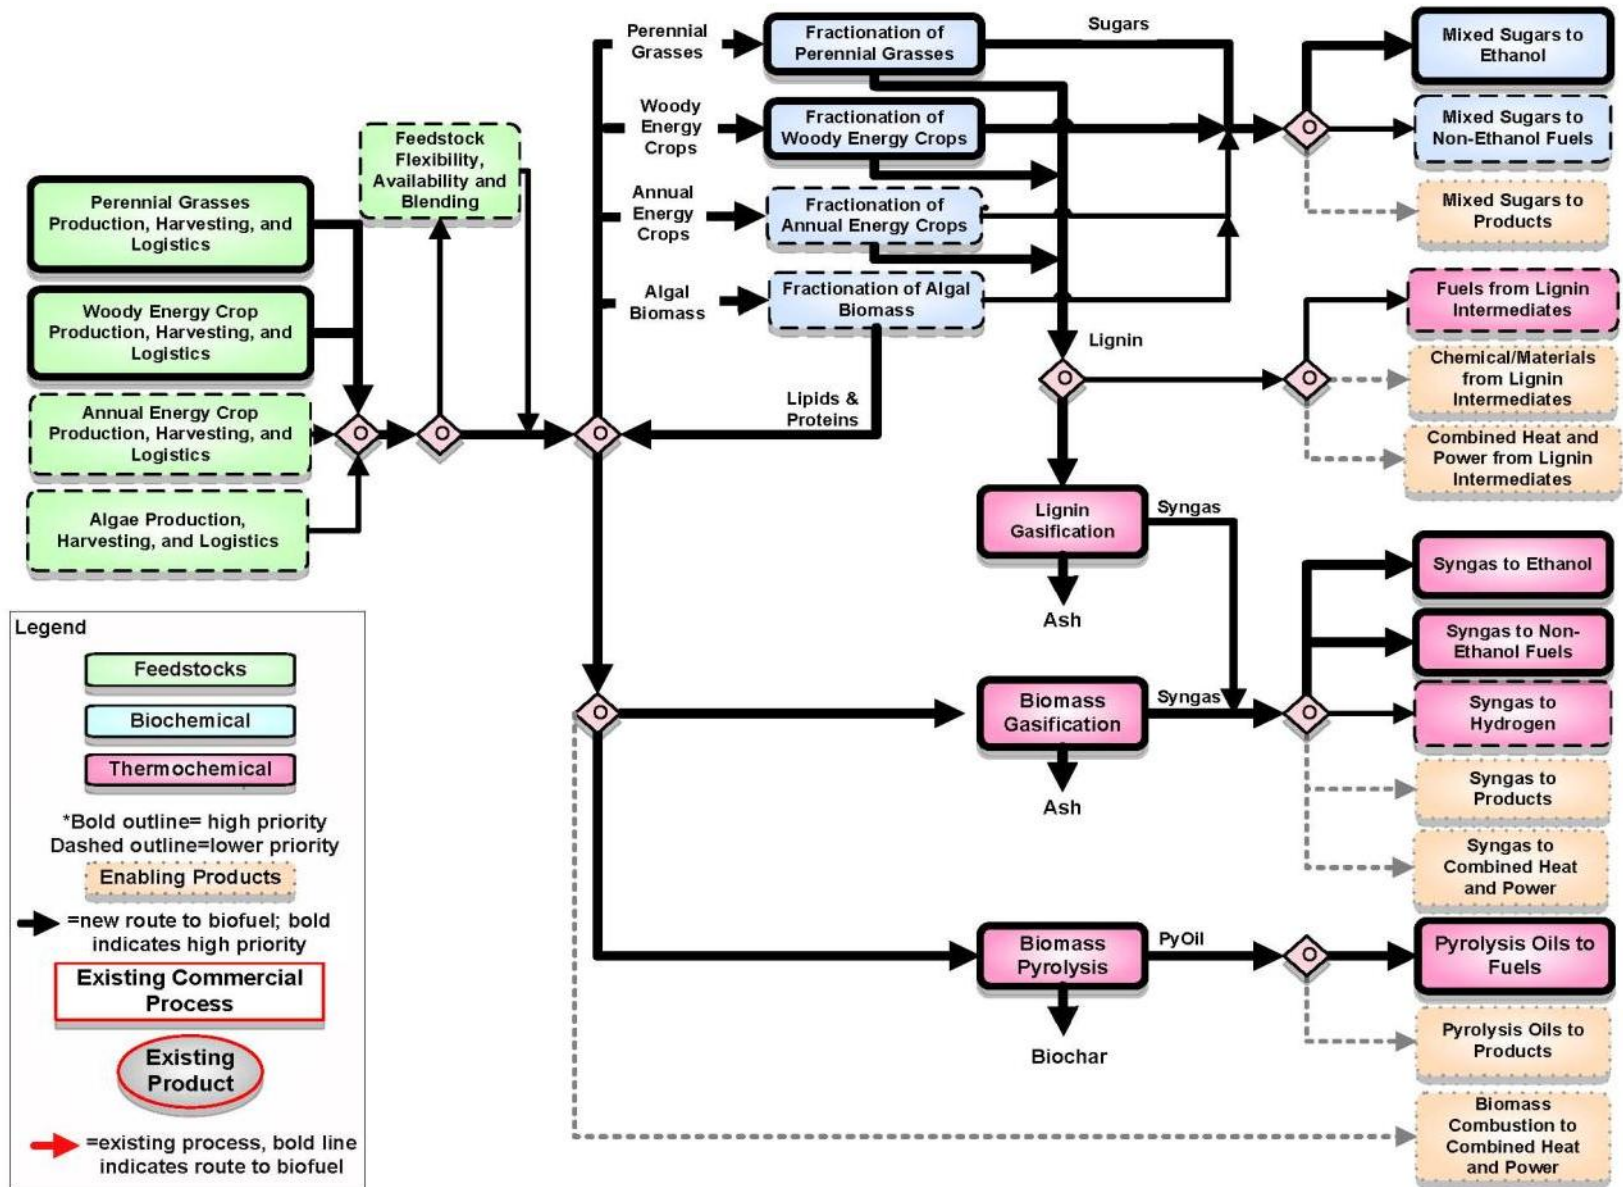 Perennial Grasses
Production, Harvesting, and
Logistics
Woody Energy Crop
Production, Harvesting, and
Logistics
Annual Energy Crop
Production, Harvesting, and
Logistics
Algae Production,
Harvesting, and Logistics
O
Feedstock
Flexibility,
Availability and
Blending
O
O
Perennial
Grasses
Woody
Energy
Crops
Annual
Energy
Crops
Algal
Biomass
Fractionation of
Perennial Grasses
Fractionation of
Woody Energy Crops
Fractionation of
Annual Energy Crops
Fractionation of Algal
Biomass
Lipids &
Proteins
Sugars
O
Mixed Sugars to
Ethanol
Mixed Sugars to
Non-Ethanol Fuels
Mixed Sugars to
Products
Lignin
O
O
Fuels from Lignin
Intermediates
Chemical/Materials
from Lignin
Intermediates
Combined Heat and
Power from Lignin
Intermediates
Lignin
Gasification
Syngas
Ash
O
Biomass
Gasification
Syngas
Ash
O
Syngas to Ethanol
Syngas to Non-
Ethanol Fuels
Syngas to
Hydrogen
Syngas to
Products
Syngas to
Combined Heat
and Power
Biomass
Pyrolysis
PyOil
Biochar
O
Pyrolysis Oils to
Fuels
Pyrolysis Oils to
Products
Biomass
Combustion to
Combined Heat
and Power
Legend
Feedstocks
Biochemical
Thermochemical
*Bold outline= high priority
Dashed outline=lower priority
Enabling Products
=new route to biofuel; bold
indicates high priority
Existing Commercial
Process
Existing
Product
=existing process, bold line
indicates route to biofuel